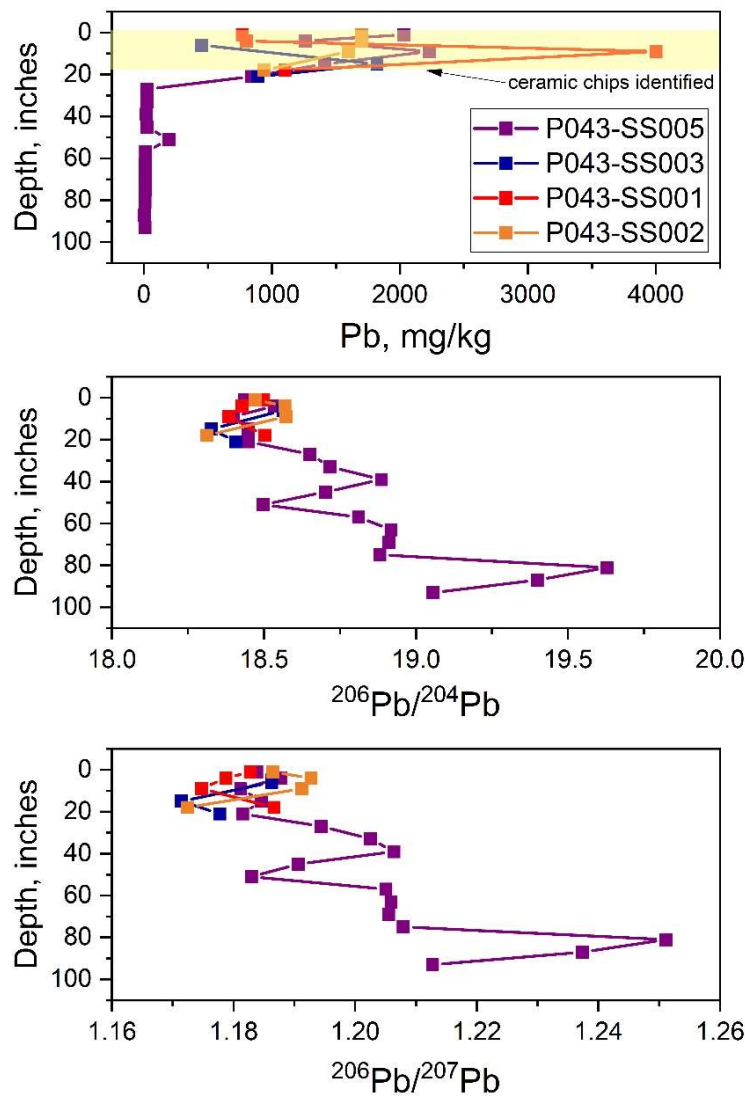 Depth, inches
0
20
40
60
80
100
ceramic chips identified
P043-SS005
P043-SS003
P043-SS001
P043-SS002
0 1000 2000 3000 4000
Pb, mg/kg
Depth, inches
0
20
40
60
80
100
18.0 18.5 19.0 19.5 20.0
²⁰⁶Pb/²⁰⁴Pb
Depth, inches
0
20
40
60
80
100
1.16 1.18 1.20 1.22 1.24 1.26
²⁰⁶Pb/²⁰⁷Pb